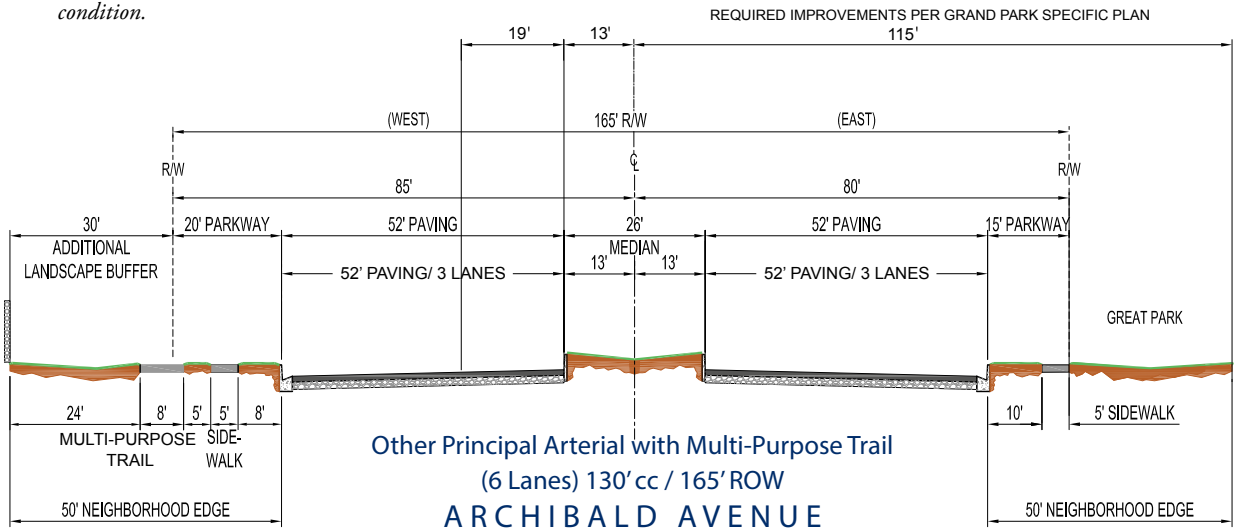 condition.
REQUIRED IMPROVEMENTS PER GRAND PARK SPECIFIC PLAN
19' 13' 115'
(WEST) 165' R/W (EAST)
R/W ℄ R/W
85' 80'
30' 20' PARKWAY 52' PAVING 26' 52' PAVING 15' PARKWAY
ADDITIONAL
LANDSCAPE BUFFER
MEDIAN
52' PAVING/ 3 LANES 13' 13' 52' PAVING/ 3 LANES
GREAT PARK
24' 8' 5' 5' 8' 10' 5' SIDEWALK
MULTI-PURPOSE
TRAIL
SIDE-
WALK
Other Principal Arterial with Multi-Purpose Trail
(6 Lanes) 130' cc / 165' ROW
50' NEIGHBORHOOD EDGE ARCHIBALD AVENUE 50' NEIGHBORHOOD EDGE